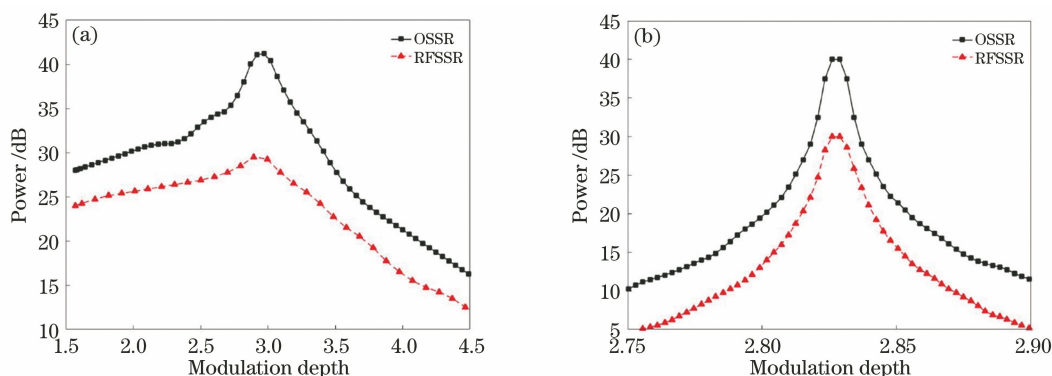 (a)
OSSR
RFSSR
Power /dB
45
40
35
30
25
20
15
10
1.5 2.0 2.5 3.0 3.5 4.0 4.5
Modulation depth
(b)
OSSR
RFSSR
Power /dB
45
40
35
30
25
20
15
10
5
2.75 2.80 2.85 2.90
Modulation depth